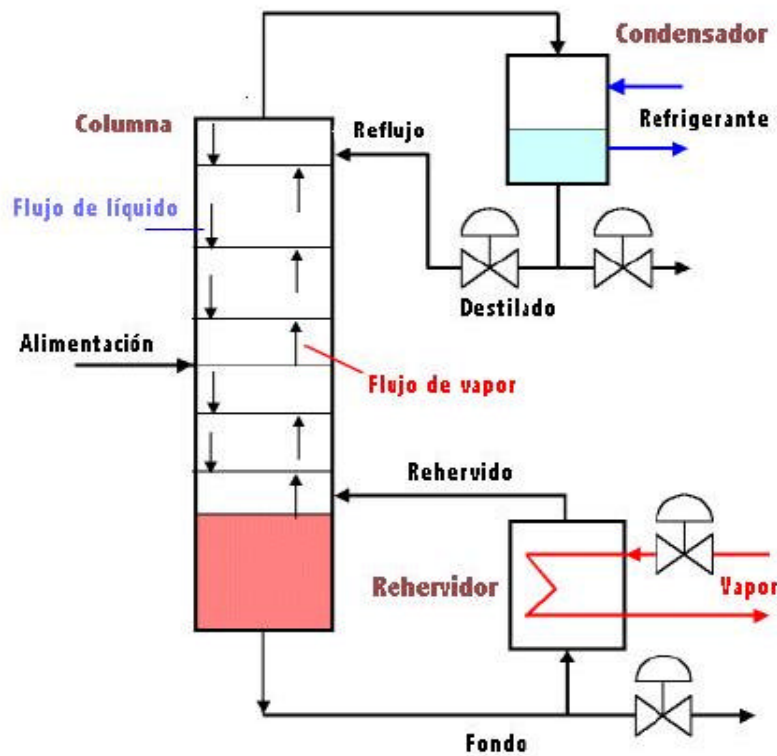 Condensador
Columna
Reflujo
Refrigerante
Flujo de líquido
Destilado
Alimentación
Flujo de vapor
Rehervido
Rehervidor
Vapor
Fondo